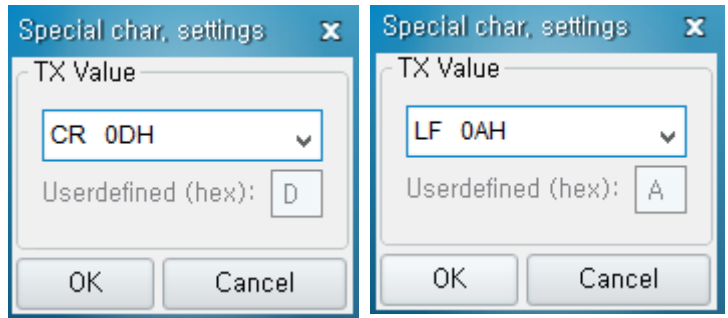 Special char, settings
TX Value
CR 0DH
Userdefined (hex): D
OK Cancel
Special char, settings
TX Value
LF 0AH
Userdefined (hex): A
OK Cancel